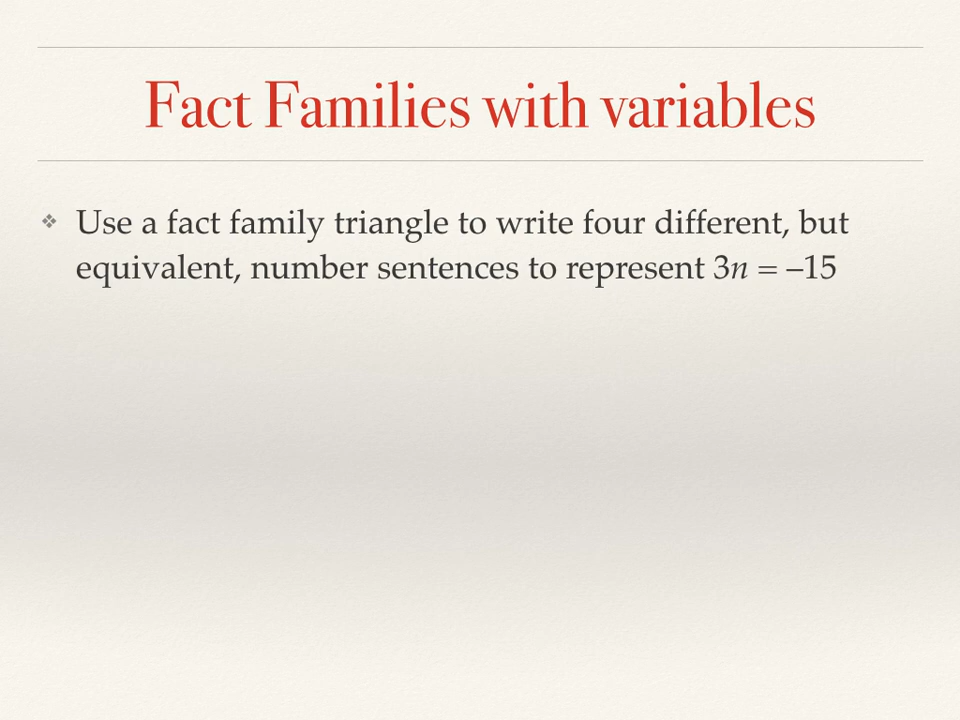 Fact Families with variables
❖ Use a fact family triangle to write four different, but
equivalent, number sentences to represent 3n = –15